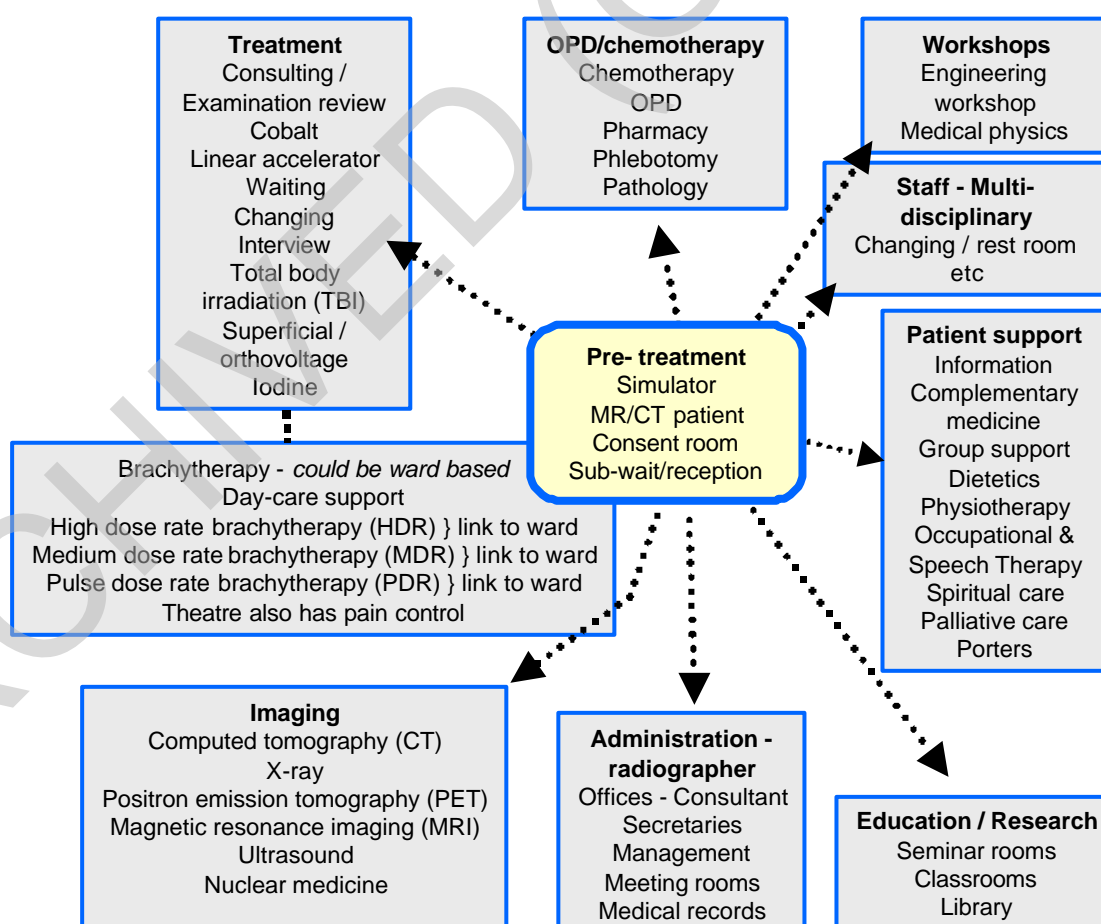 Treatment
Consulting /
Examination review
Cobalt
Linear accelerator
Waiting
Changing
Interview
Total body
irradiation (TBI)
Superficial /
orthovoltage
Iodine
OPD/chemotherapy
Chemotherapy
OPD
Pharmacy
Phlebotomy
Pathology
Workshops
Engineering
workshop
Medical physics
Staff - Multi-
disciplinary
Changing / rest room
etc
Pre- treatment
Simulator
MR/CT patient
Consent room
Sub-wait/reception
Patient support
Information
Complementary
medicine
Group support
Dietetics
Physiotherapy
Occupational &
Speech Therapy
Spiritual care
Palliative care
Porters
Brachytherapy - could be ward based
Day-care support
High dose rate brachytherapy (HDR) } link to ward
Medium dose rate brachytherapy (MDR) } link to ward
Pulse dose rate brachytherapy (PDR) } link to ward
Theatre also has pain control
Imaging
Computed tomography (CT)
X-ray
Positron emission tomography (PET)
Magnetic resonance imaging (MRI)
Ultrasound
Nuclear medicine
Administration -
radiographer
Offices - Consultant
Secretaries
Management
Meeting rooms
Medical records
Education / Research
Seminar rooms
Classrooms
Library
CHIVED